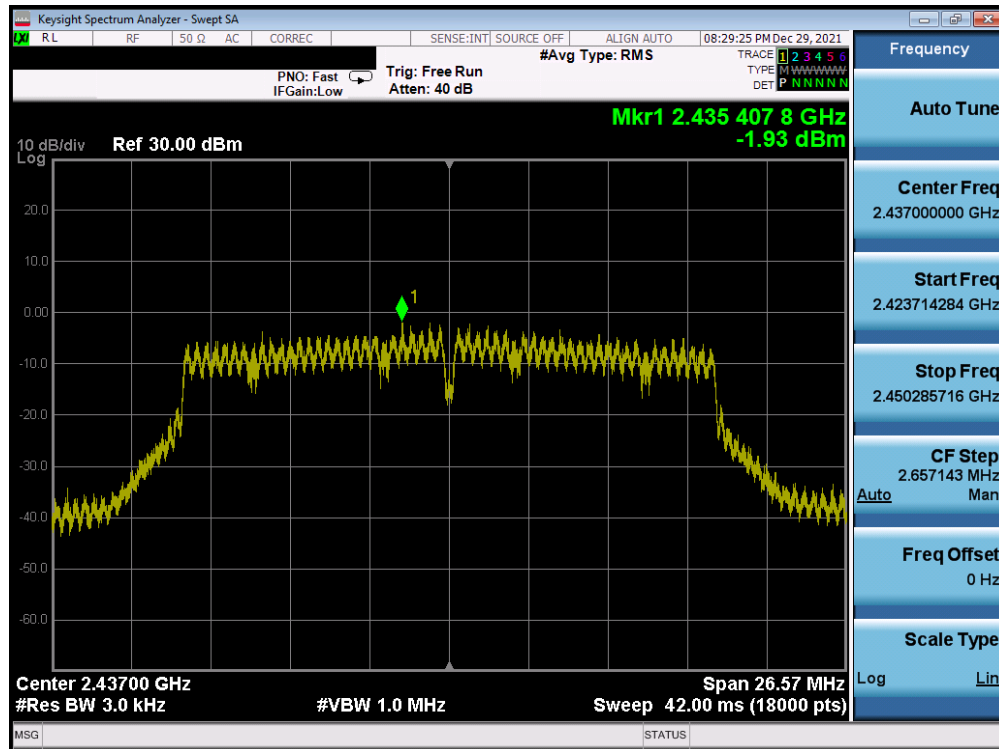 Keysight Spectrum Analyzer - Swept SA
LXI RL RF 50 Ω AC CORREC SENSE:INT SOURCE OFF ALIGN AUTO 08:29:25 PM Dec 29, 2021
#Avg Type: RMS
TRACE 1 2 3 4 5 6
PNO: Fast Trig: Free Run
TYPE M WWWWW
IFGain:Low Atten: 40 dB
DET P N N N N N
Mkr1 2.435 407 8 GHz
-1.93 dBm
10 dB/div Ref 30.00 dBm
Log
20.0
10.0
1
0.00
-10.0
-20.0
-30.0
-40.0
-50.0
-60.0
Center 2.43700 GHz Span 26.57 MHz
#Res BW 3.0 kHz #VBW 1.0 MHz Sweep 42.00 ms (18000 pts)
MSG STATUS
Frequency
Auto Tune
Center Freq
2.437000000 GHz
Start Freq
2.423714284 GHz
Stop Freq
2.450285716 GHz
CF Step
2.657143 MHz
Auto Man
Freq Offset
0 Hz
Scale Type
Log Lin